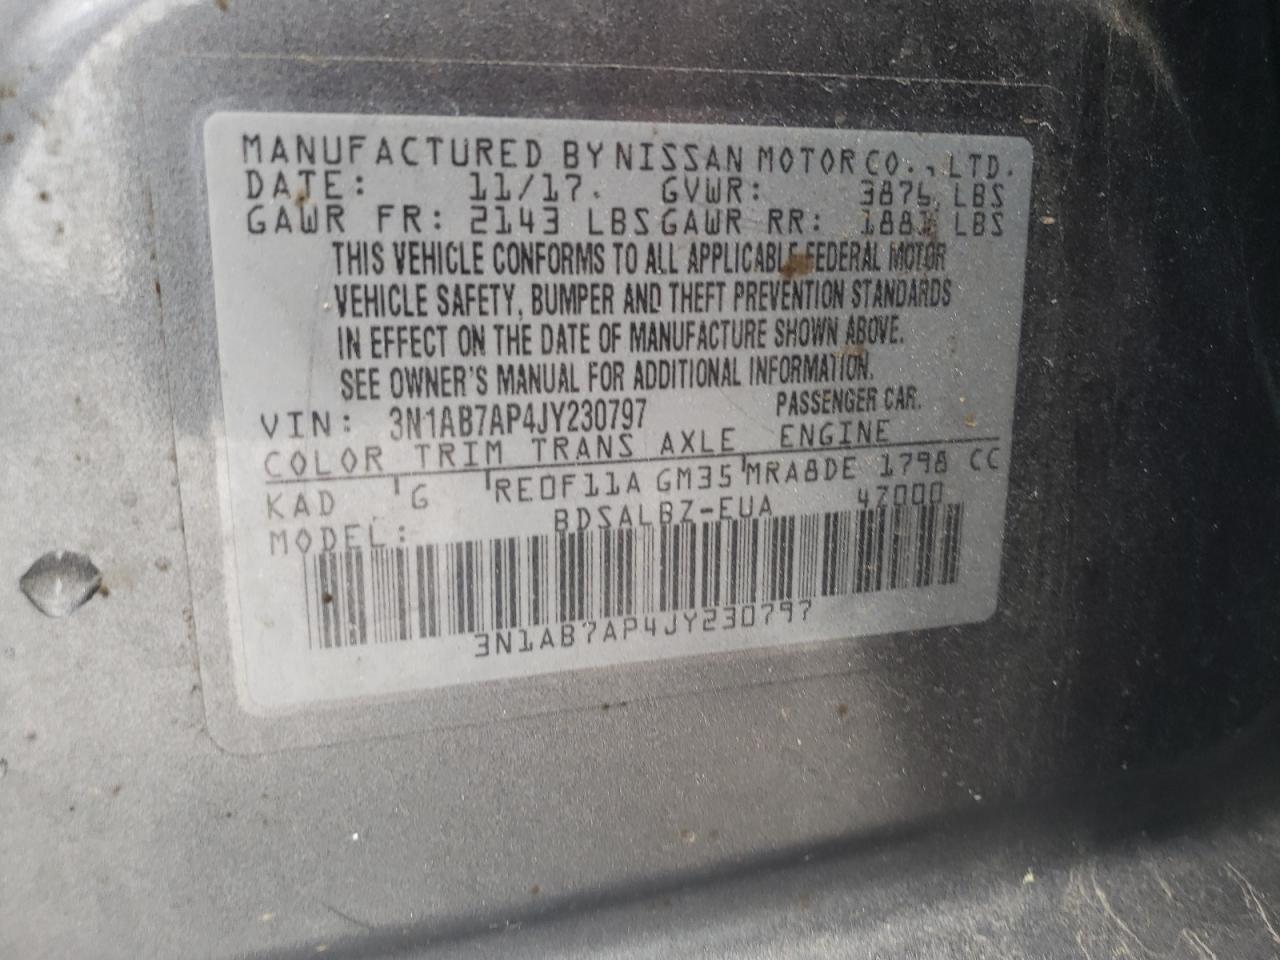 MANUFACTURED BY NISSAN MOTOR CO., LTD.
DATE: 11/17. GVWR: 3876 LBS
GAWR FR: 2143 LBS GAWR RR: LBS
THIS VEHICLE CONFORMS TO ALL APPLICABLE FEDERAL MOTOR
VEHICLE SAFETY, BUMPER AND THEFT PREVENTION STANDARDS
IN EFFECT ON THE DATE OF MANUFACTURE SHOWN ABOVE.
SEE OWNER'S MANUAL FOR ADDITIONAL INFORMATION.
VIN: 3N1AB7AP4JY230797 PASSENGER CAR.
COLOR TRIM TRANS AXLE ENGINE
KAD G RE0F11A GM35 MRA8DE 1798 CC
MODEL: BDSALBZ-EUA 47000
3N1AB7AP4JY230797